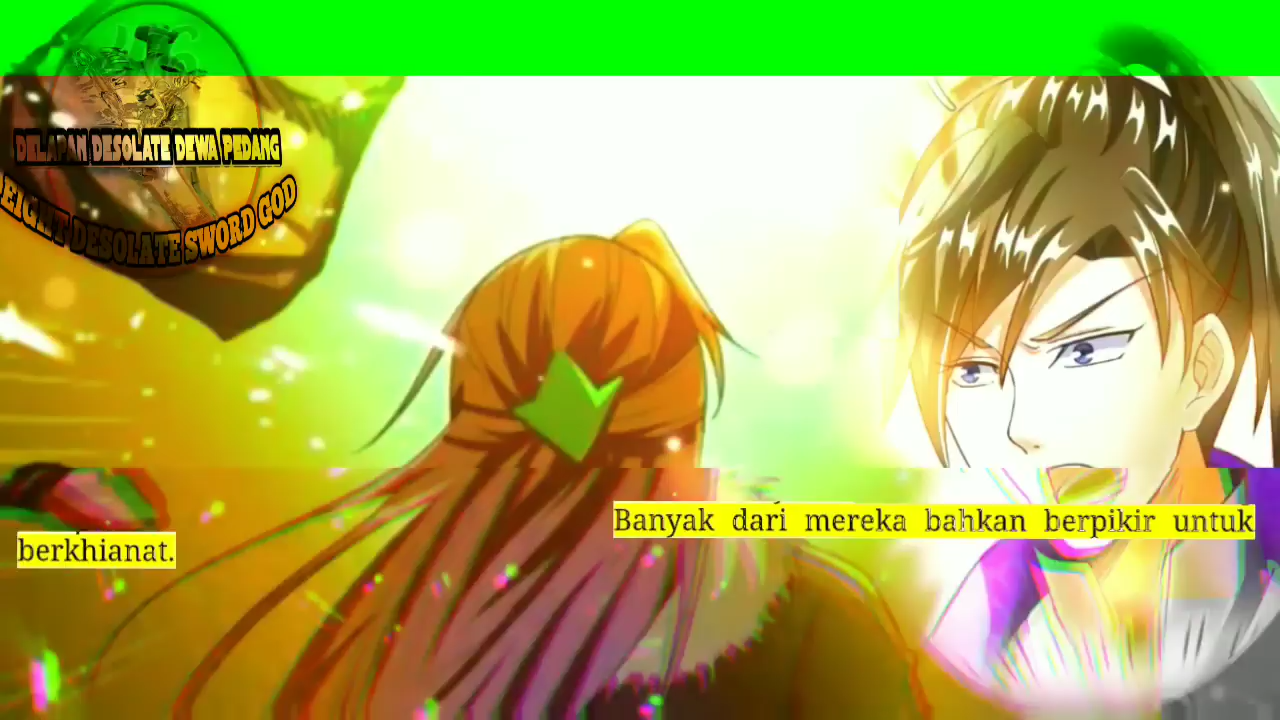 DELAPAN DESOLATE DEWA PEDANG
EIGHT DESOLATE SWORD GOD
Banyak dari mereka bahkan berpikir untuk
berkhianat.